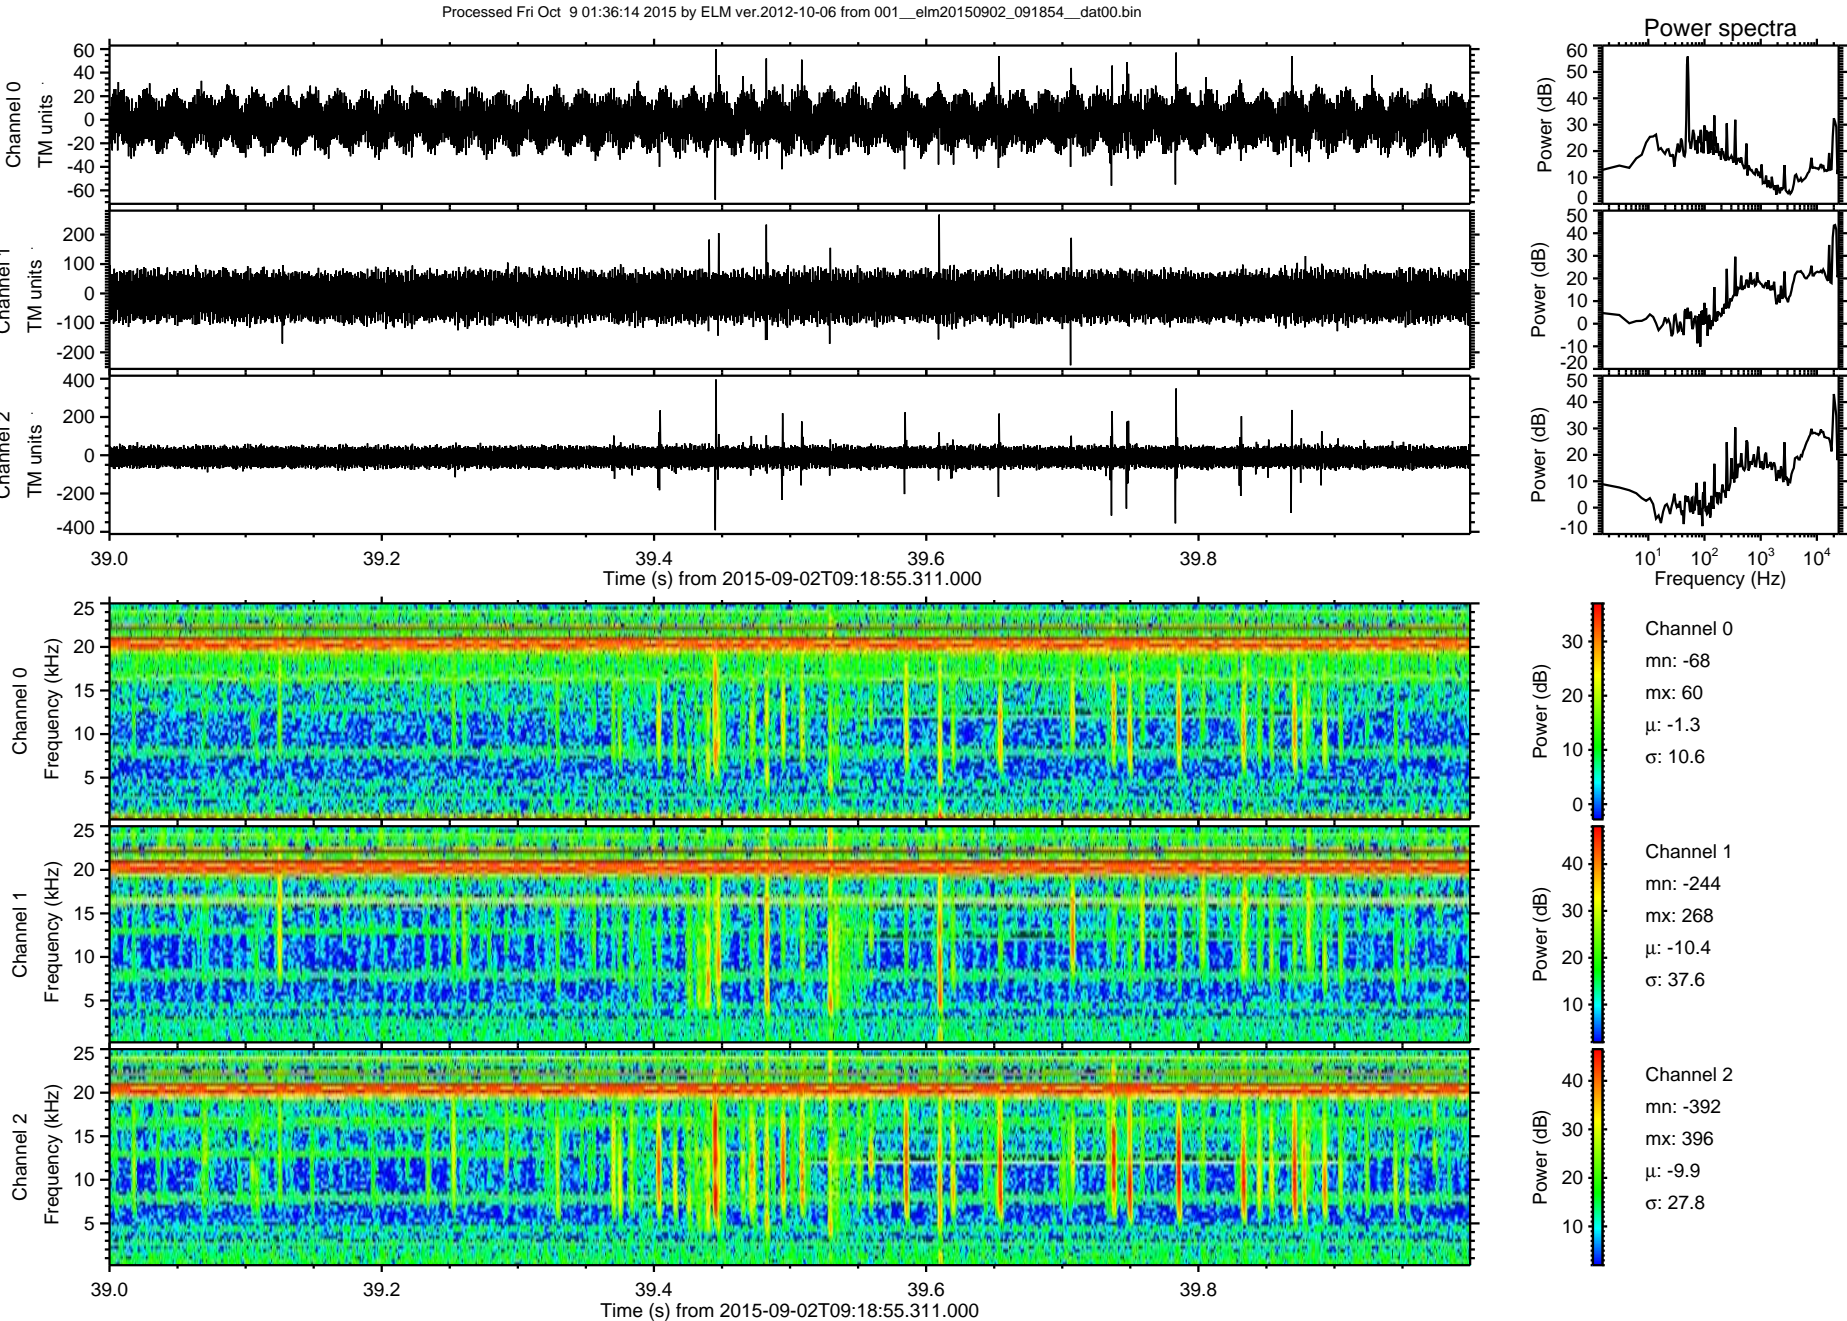 Processed Fri Oct 9 01:36:14 2015 by ELM ver.2012-10-06 from 001__elm20150902_091854__dat00.bin
Power spectra
Channel 0
TM units
60
40
20
0
-20
-40
-60
Power (dB)
60
50
40
30
20
10
0
Channel 1
TM units
200
100
0
-100
-200
Power (dB)
50
40
30
20
10
0
-10
-20
Channel 2
TM units
400
200
0
-200
-400
Power (dB)
50
40
30
20
10
0
-10
39.0 39.2 39.4 39.6 39.8
Time (s) from 2015-09-02T09:18:55.311.000
10¹ 10² 10³ 10⁴
Frequency (Hz)
Channel 0
Frequency (kHz)
25
20
15
10
5
Power (dB)
30
20
10
0
Channel 0
mn: -68
mx: 60
μ: -1.3
σ: 10.6
Channel 1
Frequency (kHz)
25
20
15
10
5
Power (dB)
40
30
20
10
Channel 1
mn: -244
mx: 268
μ: -10.4
σ: 37.6
Channel 2
Frequency (kHz)
25
20
15
10
5
Power (dB)
40
30
20
10
Channel 2
mn: -392
mx: 396
μ: -9.9
σ: 27.8
39.0 39.2 39.4 39.6 39.8
Time (s) from 2015-09-02T09:18:55.311.000